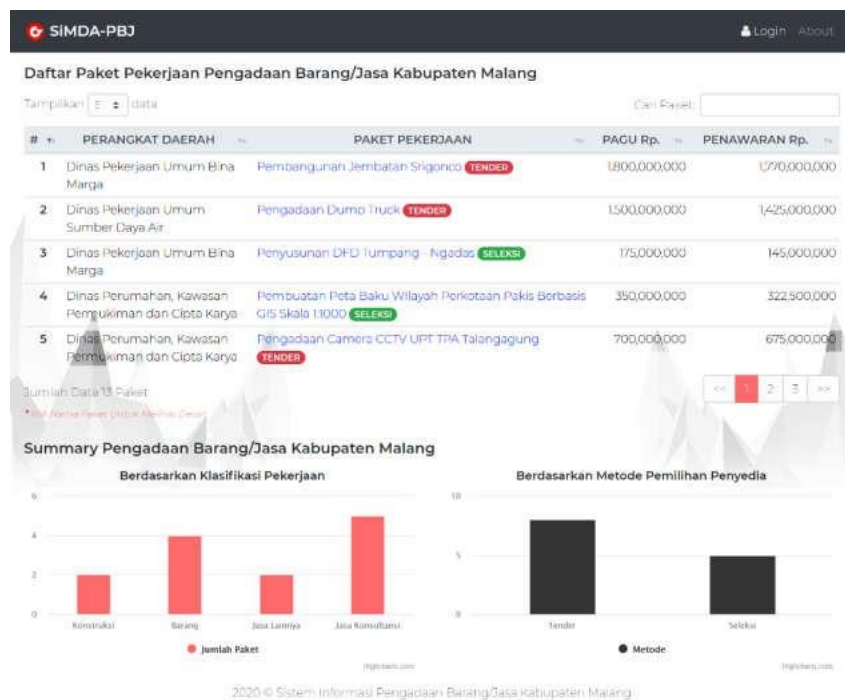 SiMDA-PBJ
Login About
Daftar Paket Pekerjaan Pengadaan Barang/Jasa Kabupaten Malang
Tampilkan 5 data
Cari Paket:
# PERANGKAT DAERAH PAKET PEKERJAAN PAGU Rp. PENAWARAN Rp.
1 Dinas Pekerjaan Umum Bina Pembangunan Jembatan Srigonco TENDER 1,800,000,000 1,770,000,000
Marga
2 Dinas Pekerjaan Umum Pengadaan Dump Truck TENDER 1,500,000,000 1,425,000,000
Sumber Daya Air
3 Dinas Pekerjaan Umum Bina Penyusunan DED Tumpang - Ngadas SELEKSI 175,000,000 145,000,000
Marga
4 Dinas Perumahan, Kawasan Pembuatan Peta Baku Wilayah Perkotaan Pakis Berbasis 350,000,000 322,500,000
Permukiman dan Cipta Karya GIS Skala 1:1000 SELEKSI
5 Dinas Perumahan, Kawasan Pengadaan Camera CCTV UPT TPA Talangagung 700,000,000 675,000,000
Permukiman dan Cipta Karya TENDER
Jumlah Data 13 Paket
<< 1 2 3 >>
Nama Paket Untuk Melihat Detail
Summary Pengadaan Barang/Jasa Kabupaten Malang
Berdasarkan Klasifikasi Pekerjaan
6
4
2
0
Konstruksi Barang Jasa Lainnya Jasa Konsultansi
Jumlah Paket
Highcharts.com
Berdasarkan Metode Pemilihan Penyedia
10
5
0
Tender Seleksi
Metode
Highcharts.com
2020 © Sistem Informasi Pengadaan Barang/Jasa Kabupaten Malang